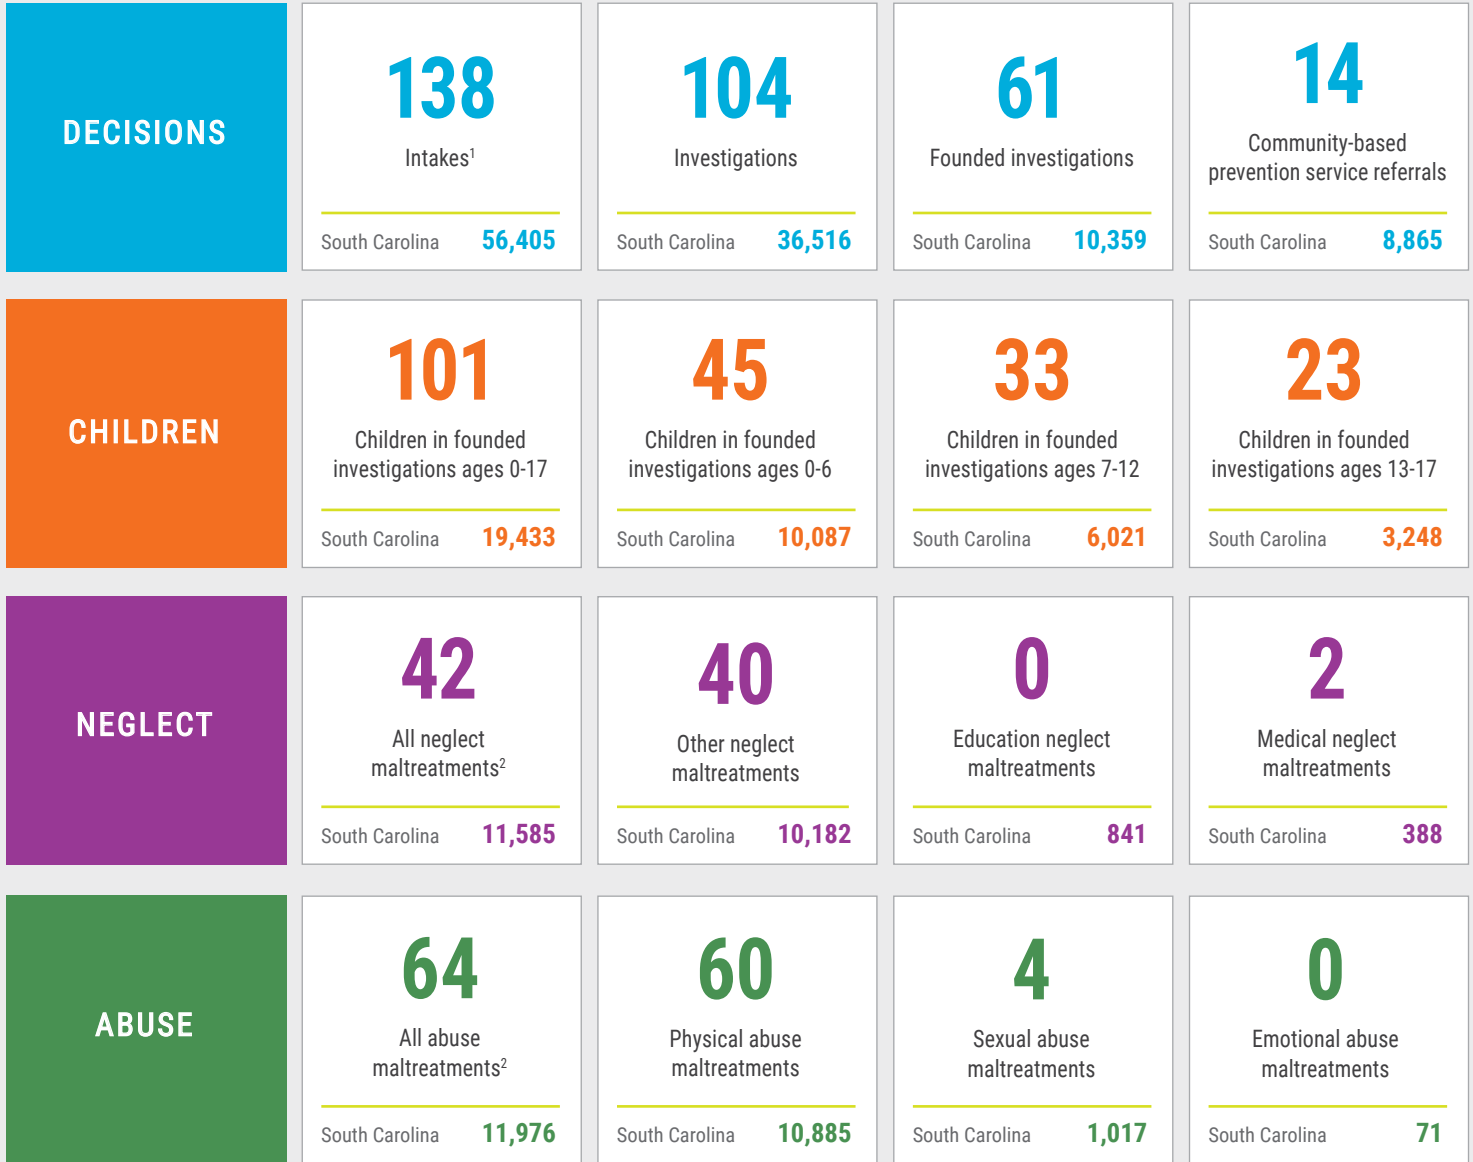 DECISIONS
138
Intakes¹
South Carolina 56,405
104
Investigations
South Carolina 36,516
61
Founded investigations
South Carolina 10,359
14
Community-based
prevention service referrals
South Carolina 8,865
CHILDREN
101
Children in founded
investigations ages 0-17
South Carolina 19,433
45
Children in founded
investigations ages 0-6
South Carolina 10,087
33
Children in founded
investigations ages 7-12
South Carolina 6,021
23
Children in founded
investigations ages 13-17
South Carolina 3,248
NEGLECT
42
All neglect
maltreatments²
South Carolina 11,585
40
Other neglect
maltreatments
South Carolina 10,182
0
Education neglect
maltreatments
South Carolina 841
2
Medical neglect
maltreatments
South Carolina 388
ABUSE
64
All abuse
maltreatments²
South Carolina 11,976
60
Physical abuse
maltreatments
South Carolina 10,885
4
Sexual abuse
maltreatments
South Carolina 1,017
0
Emotional abuse
maltreatments
South Carolina 71